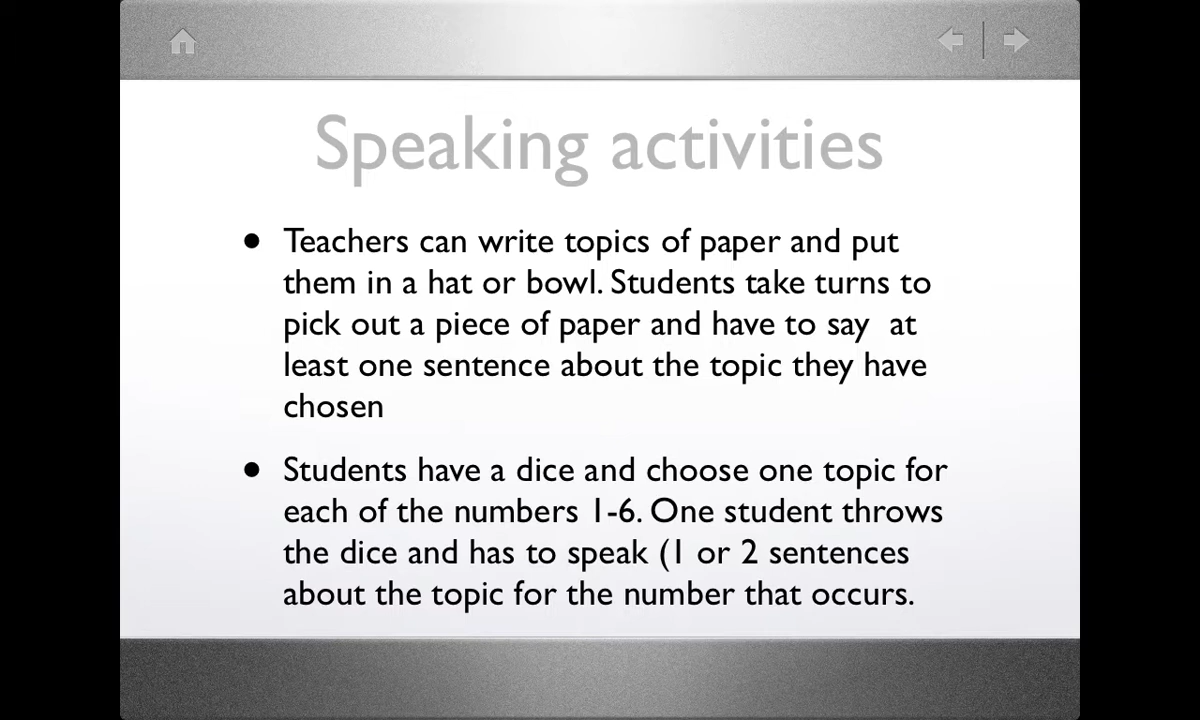 Speaking activities
• Teachers can write topics of paper and put
them in a hat or bowl. Students take turns to
pick out a piece of paper and have to say  at
least one sentence about the topic they have
chosen
• Students have a dice and choose one topic for
each of the numbers 1-6. One student throws
the dice and has to speak (1 or 2 sentences
about the topic for the number that occurs.